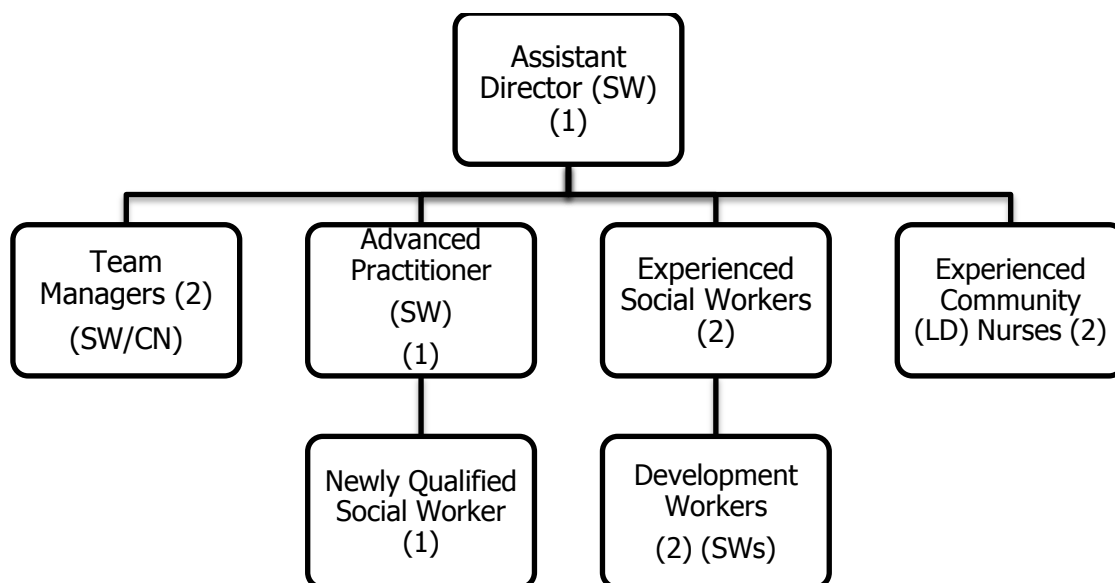 Assistant
Director (SW)
(1)
Team
Managers (2)
(SW/CN)
Advanced
Practitioner
(SW)
(1)
Experienced
Social Workers
(2)
Experienced
Community
(LD) Nurses (2)
Newly Qualified
Social Worker
(1)
Development
Workers
(2) (SWs)